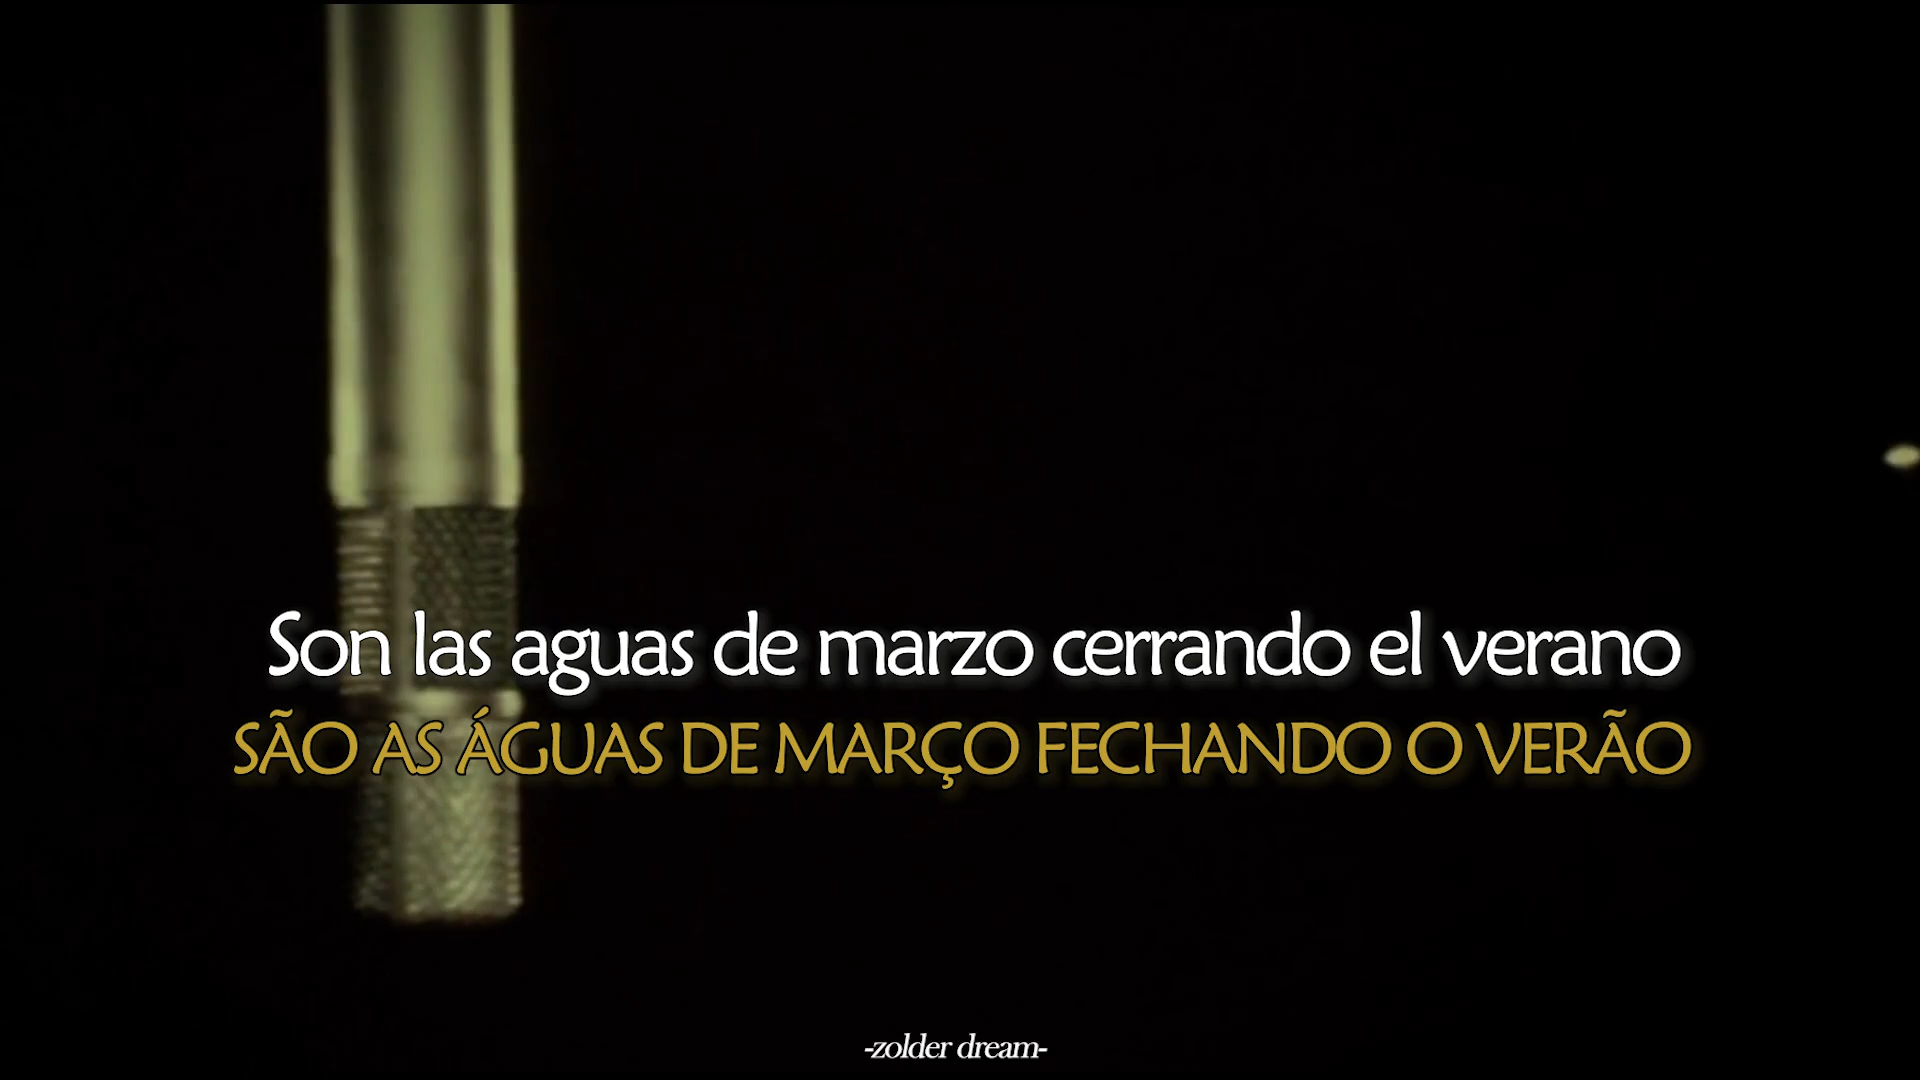 Son las aguas de marzo cerrando el verano
SÃO AS ÁGUAS DE MARÇO FECHANDO O VERÃO
-zolder dream-